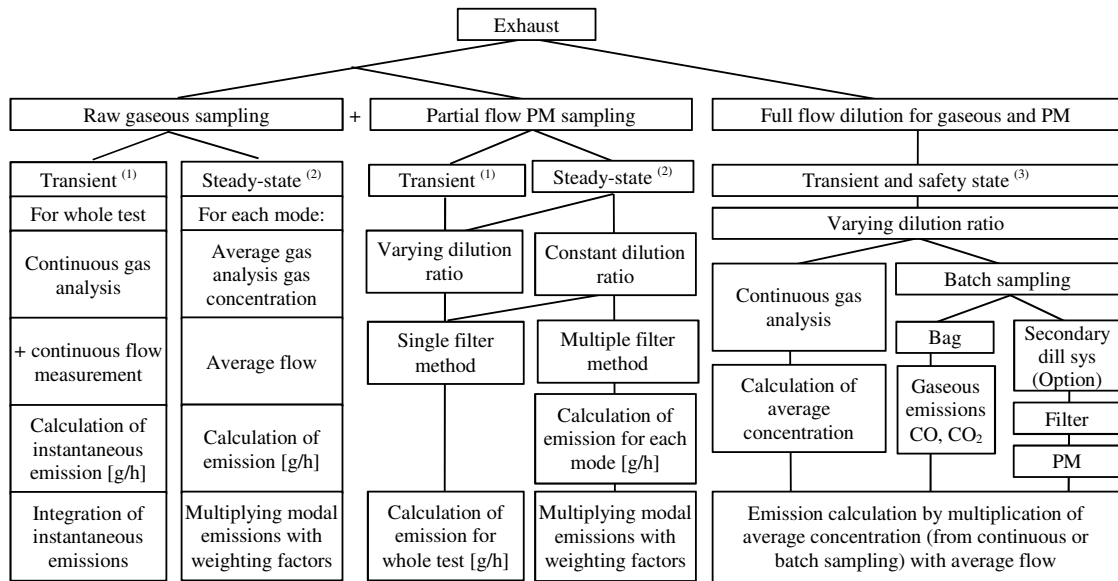 Exhaust
Raw gaseous sampling
+
Partial flow PM sampling
Full flow dilution for gaseous and PM
Transient (1)
Steady-state (2)
Transient (1)
Steady-state (2)
Transient and safety state (3)
For whole test
For each mode:
Varying dilution ratio
Continuous gas
analysis
Average gas
analysis gas
concentration
Varying dilution
ratio
Constant dilution
ratio
Continuous gas
analysis
Batch sampling
+ continuous flow
measurement
Average flow
Single filter
method
Multiple filter
method
Bag
Secondary
dill sys
(Option)
Calculation of
average
concentration
Gaseous
emissions
CO, CO2
Filter
PM
Calculation of
instantaneous
emission [g/h]
Calculation of
emission [g/h]
Calculation of
emission for each
mode [g/h]
Integration of
instantaneous
emissions
Multiplying modal
emissions with
weighting factors
Calculation of
emission for
whole test [g/h]
Multiplying modal
emissions with
weighting factors
Emission calculation by multiplication of
average concentration (from continuous or
batch sampling) with average flow